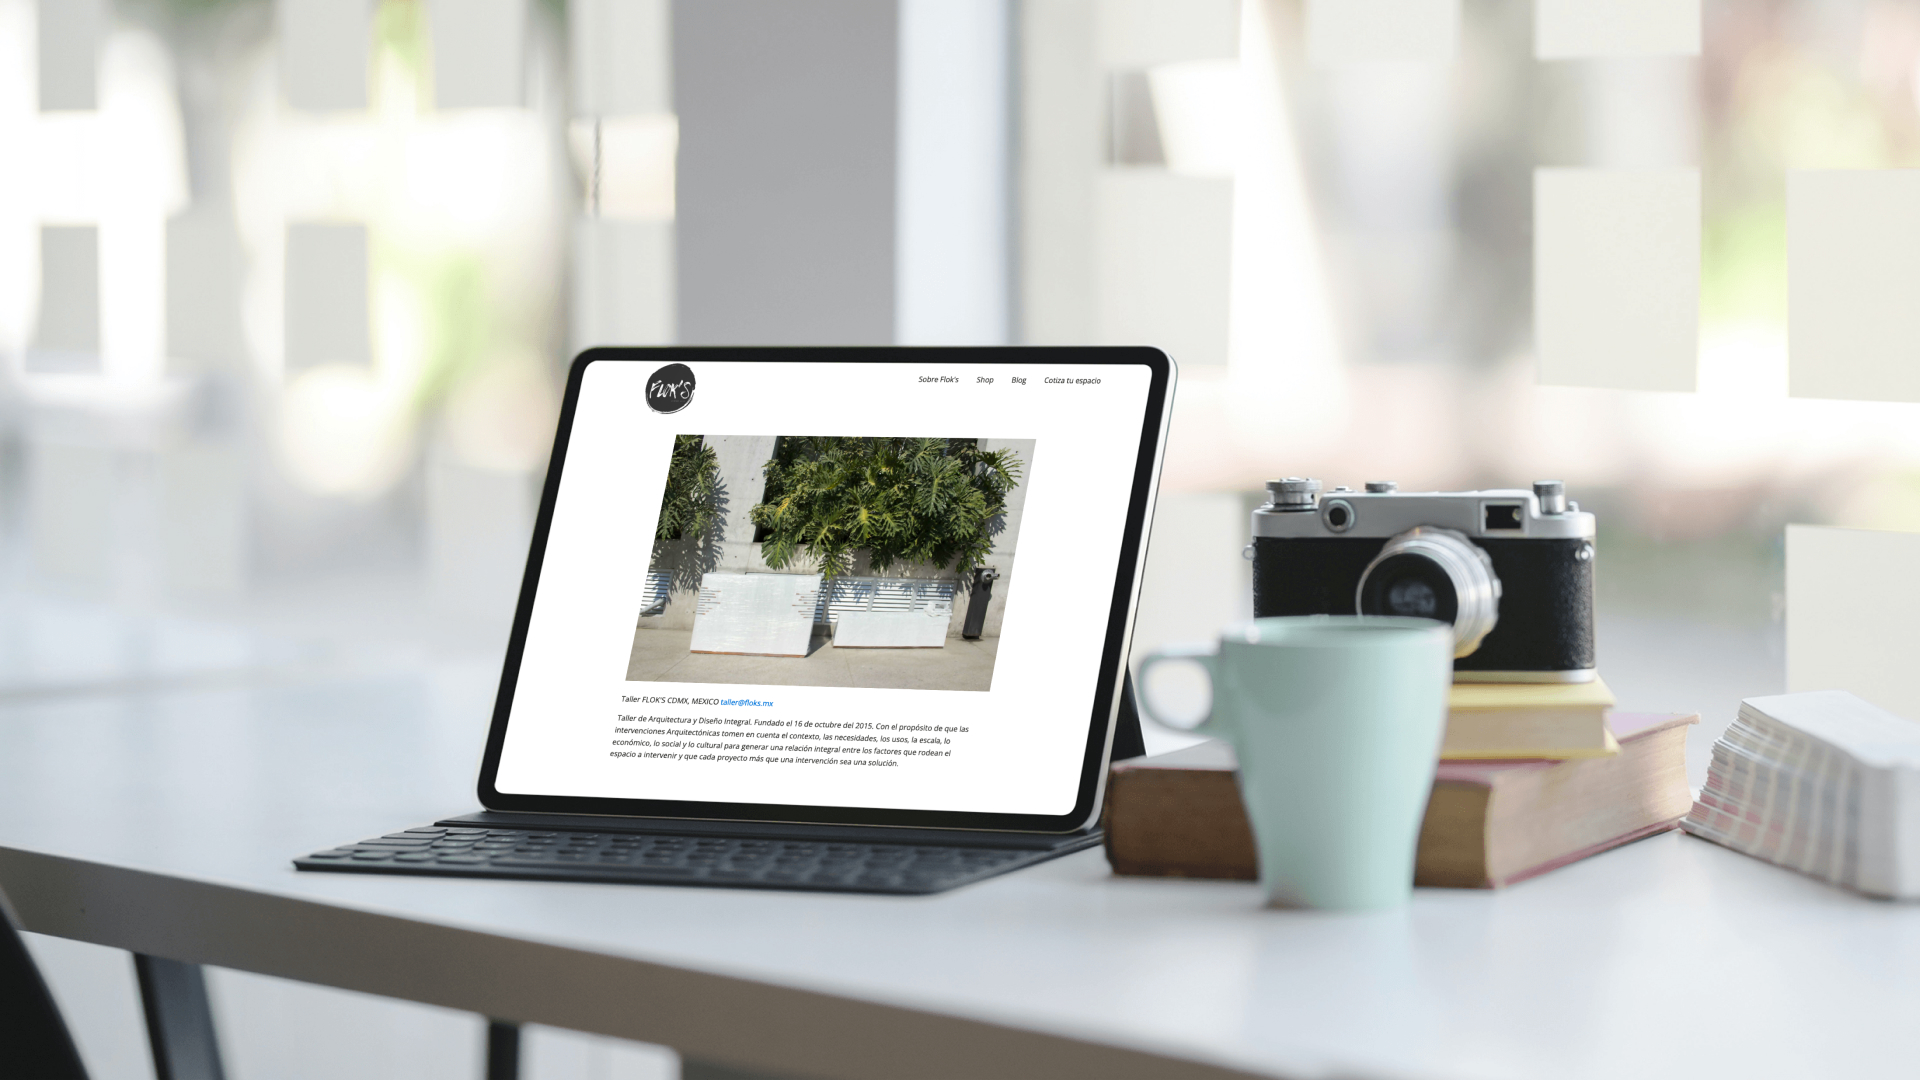 FLOK'S
Sobre Flok's Shop Blog Cotiza tu espacio
Taller FLOK'S CDMX, MEXICO taller@floks.mx
Taller de Arquitectura y Diseño Integral. Fundado el 16 de octubre del 2015. Con el propósito de que las
intervenciones Arquitectónicas tomen en cuenta el contexto, las necesidades, los usos, la escala, lo
económico, lo social y lo cultural para generar una relación integral entre los factores que rodean el
espacio a intervenir y que cada proyecto más que una intervención sea una solución.